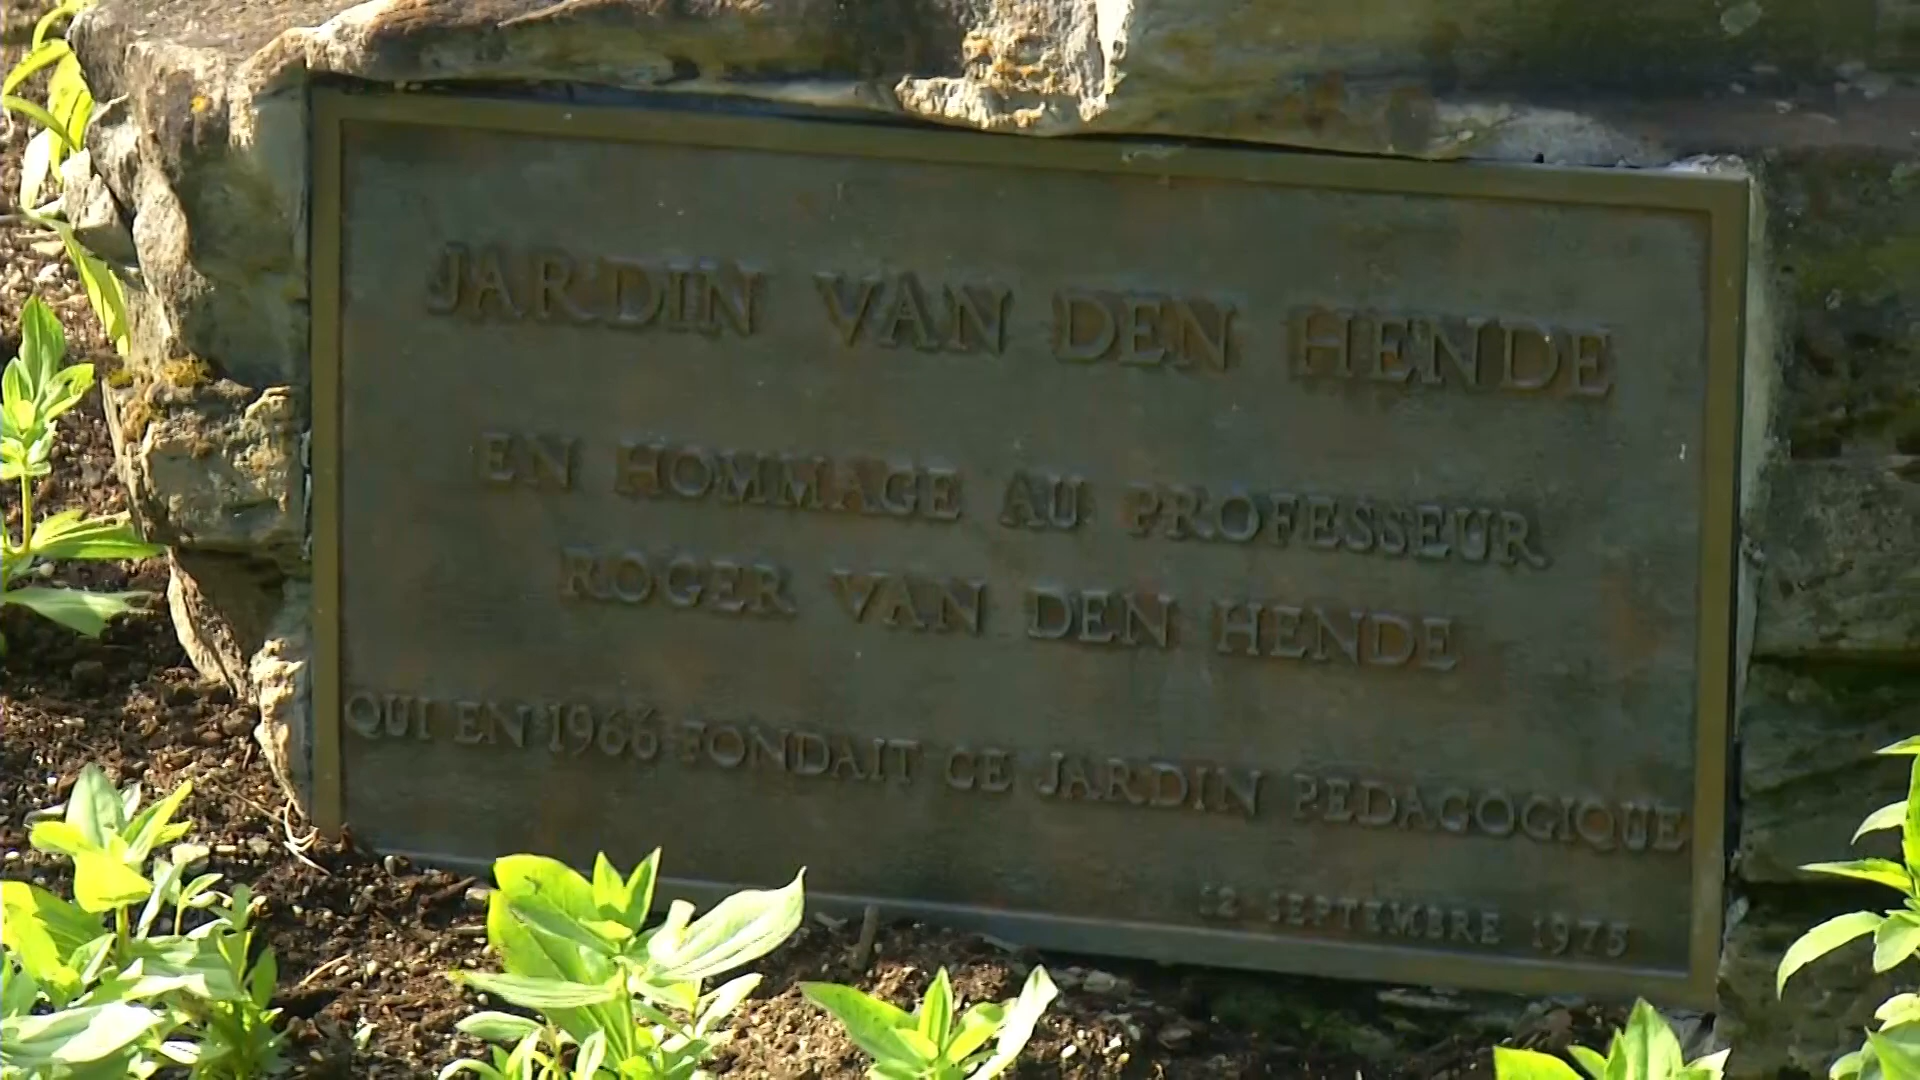 JARDIN VAN DEN HENDE
EN HOMMAGE AU PROFESSEUR
ROGER VAN DEN HENDE
QUI EN 1966 FONDAIT CE JARDIN PEDAGOGIQUE
12 SEPTEMBRE 1975